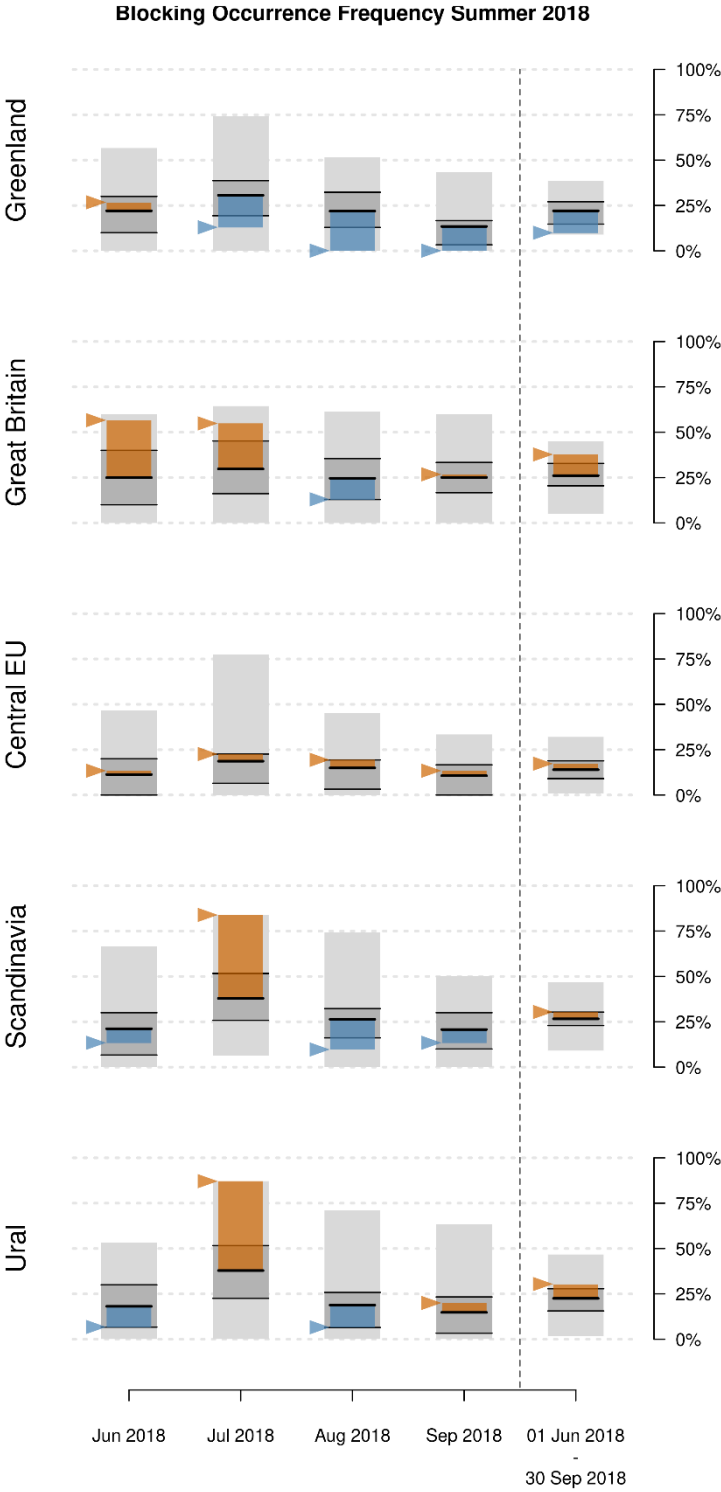 Blocking Occurrence Frequency Summer 2018
Greenland
100%
75%
50%
25%
0%
Great Britain
100%
75%
50%
25%
0%
Central EU
100%
75%
50%
25%
0%
Scandinavia
100%
75%
50%
25%
0%
Ural
100%
75%
50%
25%
0%
Jun 2018
Jul 2018
Aug 2018
Sep 2018
01 Jun 2018
-
30 Sep 2018